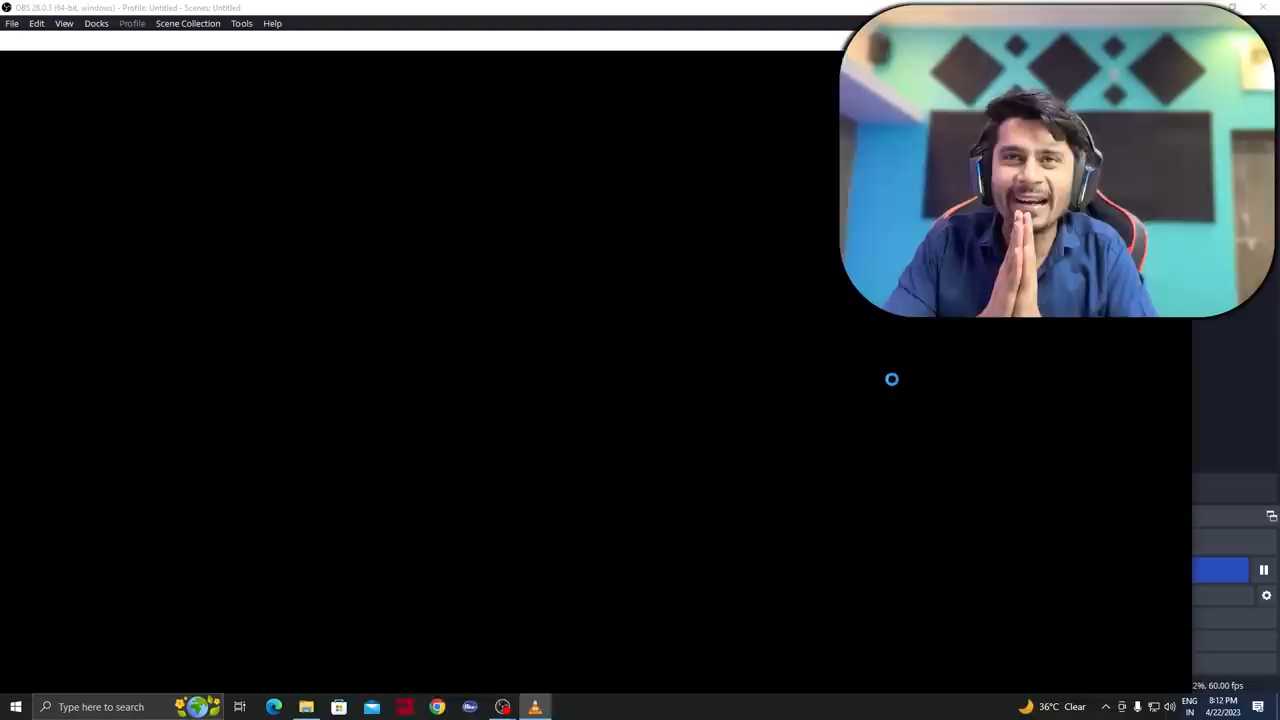 OBS 28.0.3 (64-bit, windows) - Profile: Untitled - Scenes: Untitled
File Edit View Docks Profile Scene Collection Tools Help
2%, 60.00 fps
Type here to search
36°C Clear
ENG
IN
8:12 PM
4/22/2023